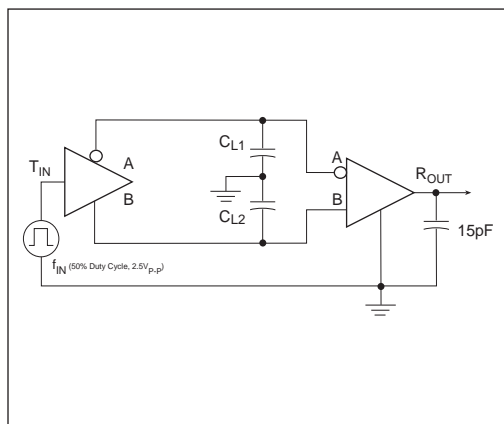 C_L1
A
T_IN
A
R_OUT
B
C_L2
B
15pF
f_IN (50% Duty Cycle, 2.5V_P-P)